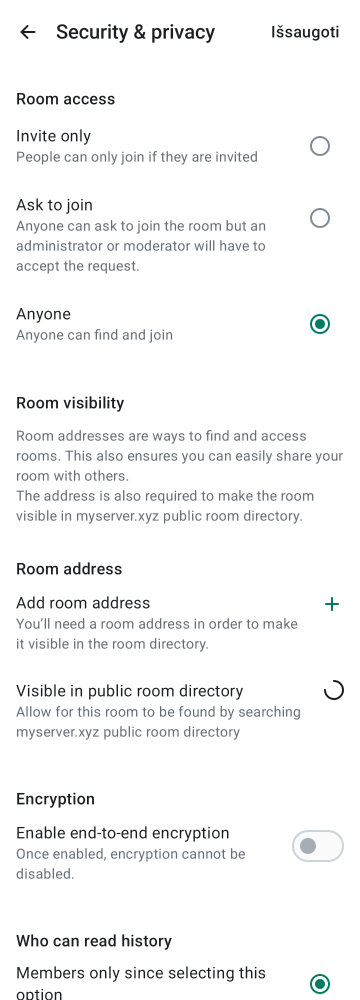 Security & privacy
Išsaugoti
Room access
Invite only
People can only join if they are invited
Ask to join
Anyone can ask to join the room but an
administrator or moderator will have to
accept the request.
Anyone
Anyone can find and join
Room visibility
Room addresses are ways to find and access
rooms. This also ensures you can easily share your
room with others.
The address is also required to make the room
visible in myserver.xyz public room directory.
Room address
Add room address
You’ll need a room address in order to make
it visible in the room directory.
Visible in public room directory
Allow for this room to be found by searching
myserver.xyz public room directory
Encryption
Enable end-to-end encryption
Once enabled, encryption cannot be
disabled.
Who can read history
Members only since selecting this
option